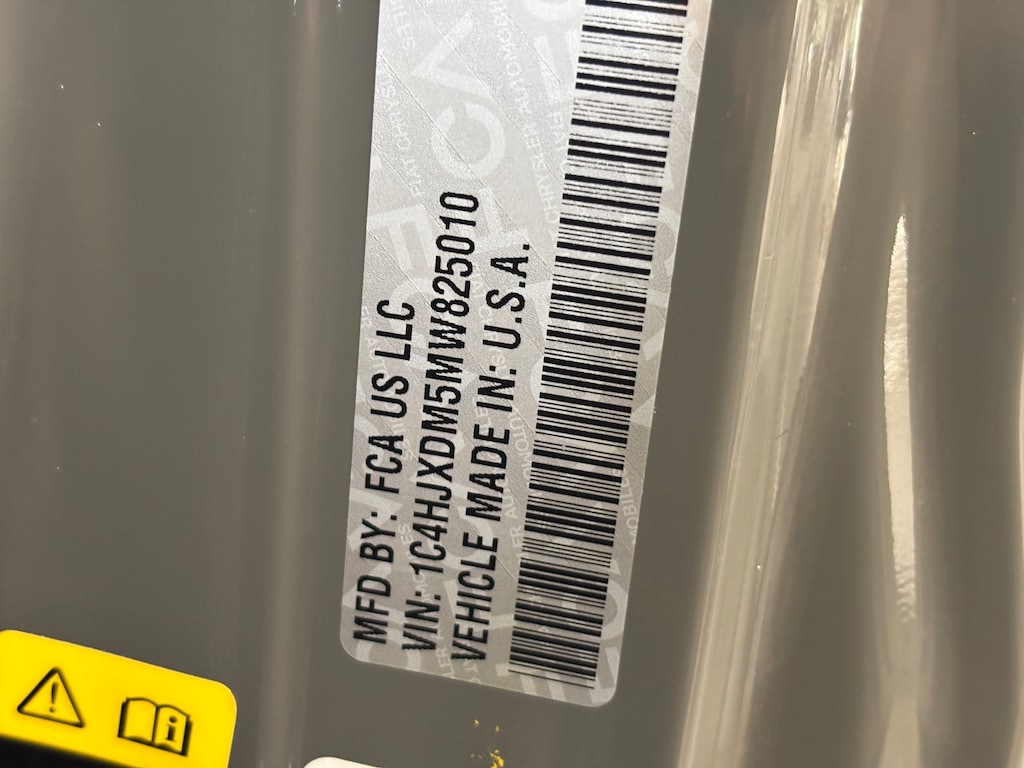 MFD BY: FCA US LLC
VIN: 1C4HJXDM5MW825010
VEHICLE MADE IN: U.S.A.